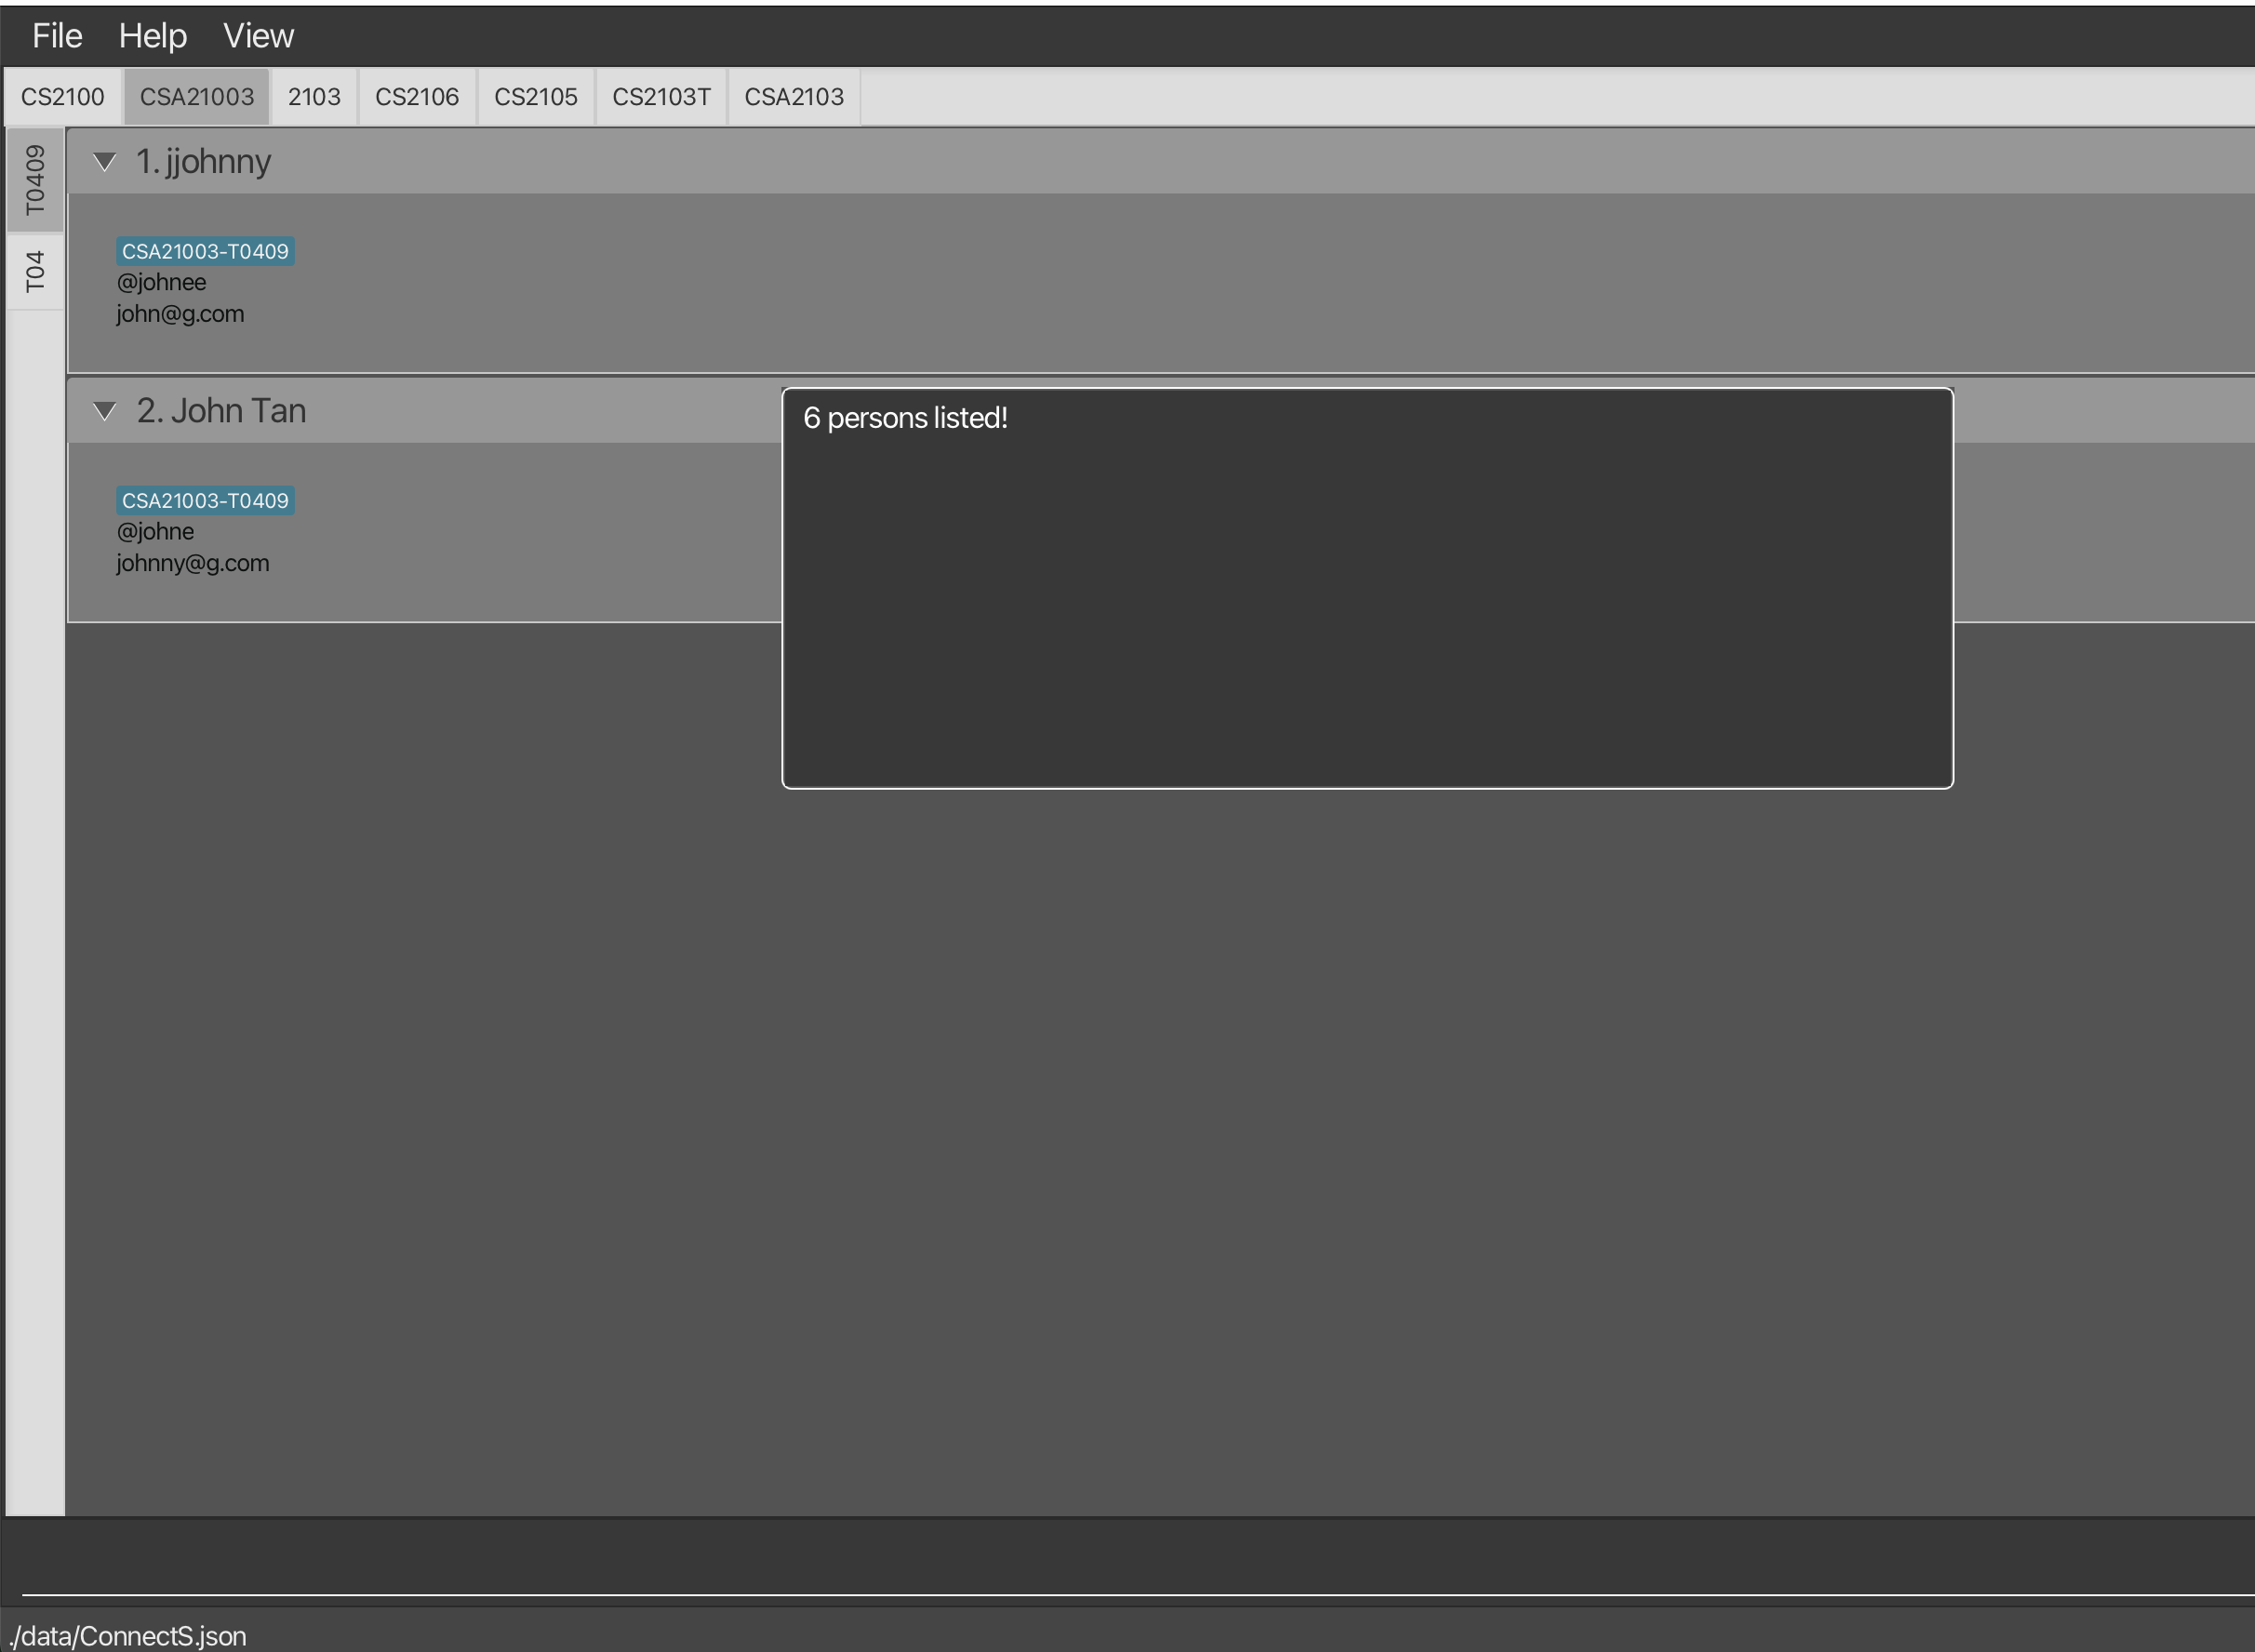 File Help View
CS2100 CSA21003 2103 CS2106 CS2105 CS2103T CSA2103
T0409
T04
1. jjohnny
CSA21003-T0409
@johnee
john@g.com
2. John Tan
CSA21003-T0409
@johne
johnny@g.com
6 persons listed!
./data/ConnectS.json